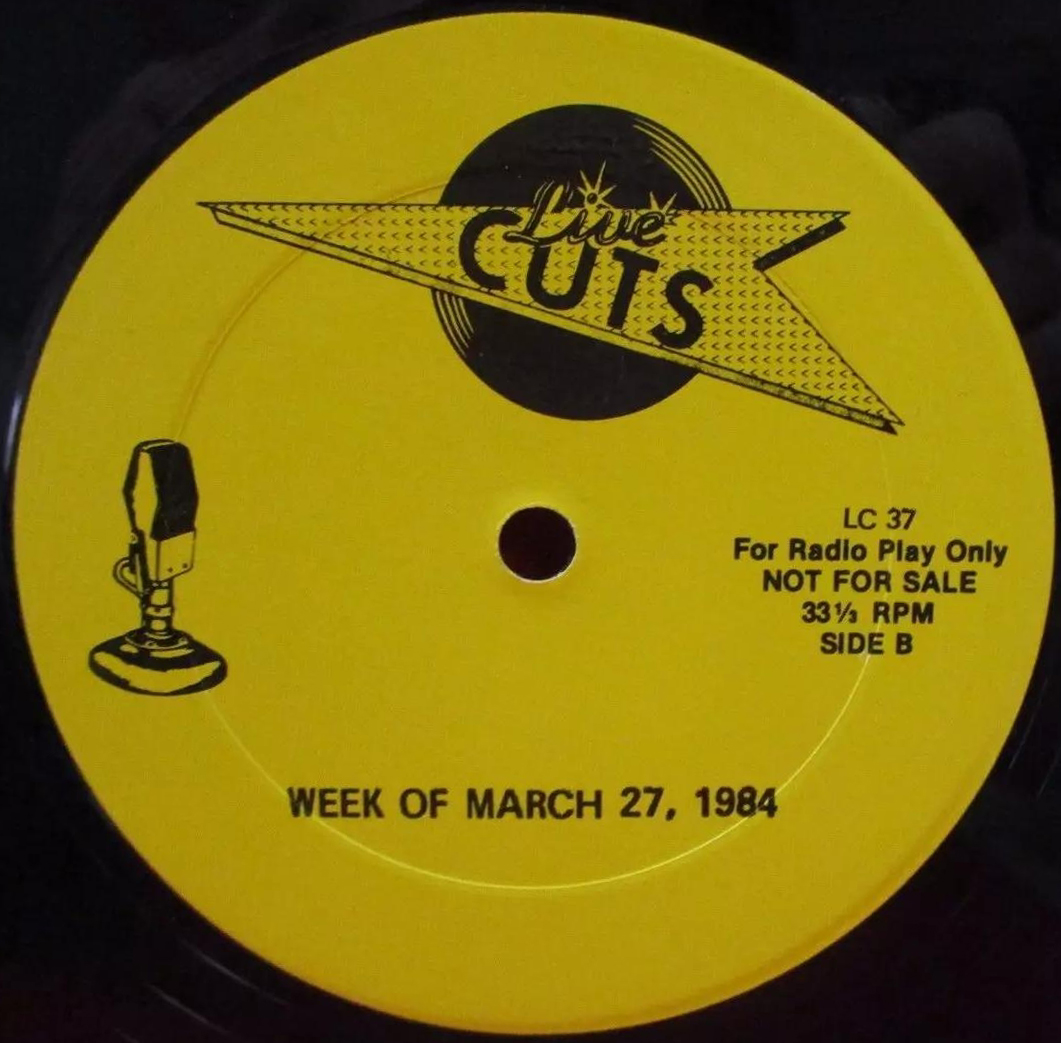 Live
CUTS
LC 37
For Radio Play Only
NOT FOR SALE
33⅓ RPM
SIDE B
WEEK OF MARCH 27, 1984